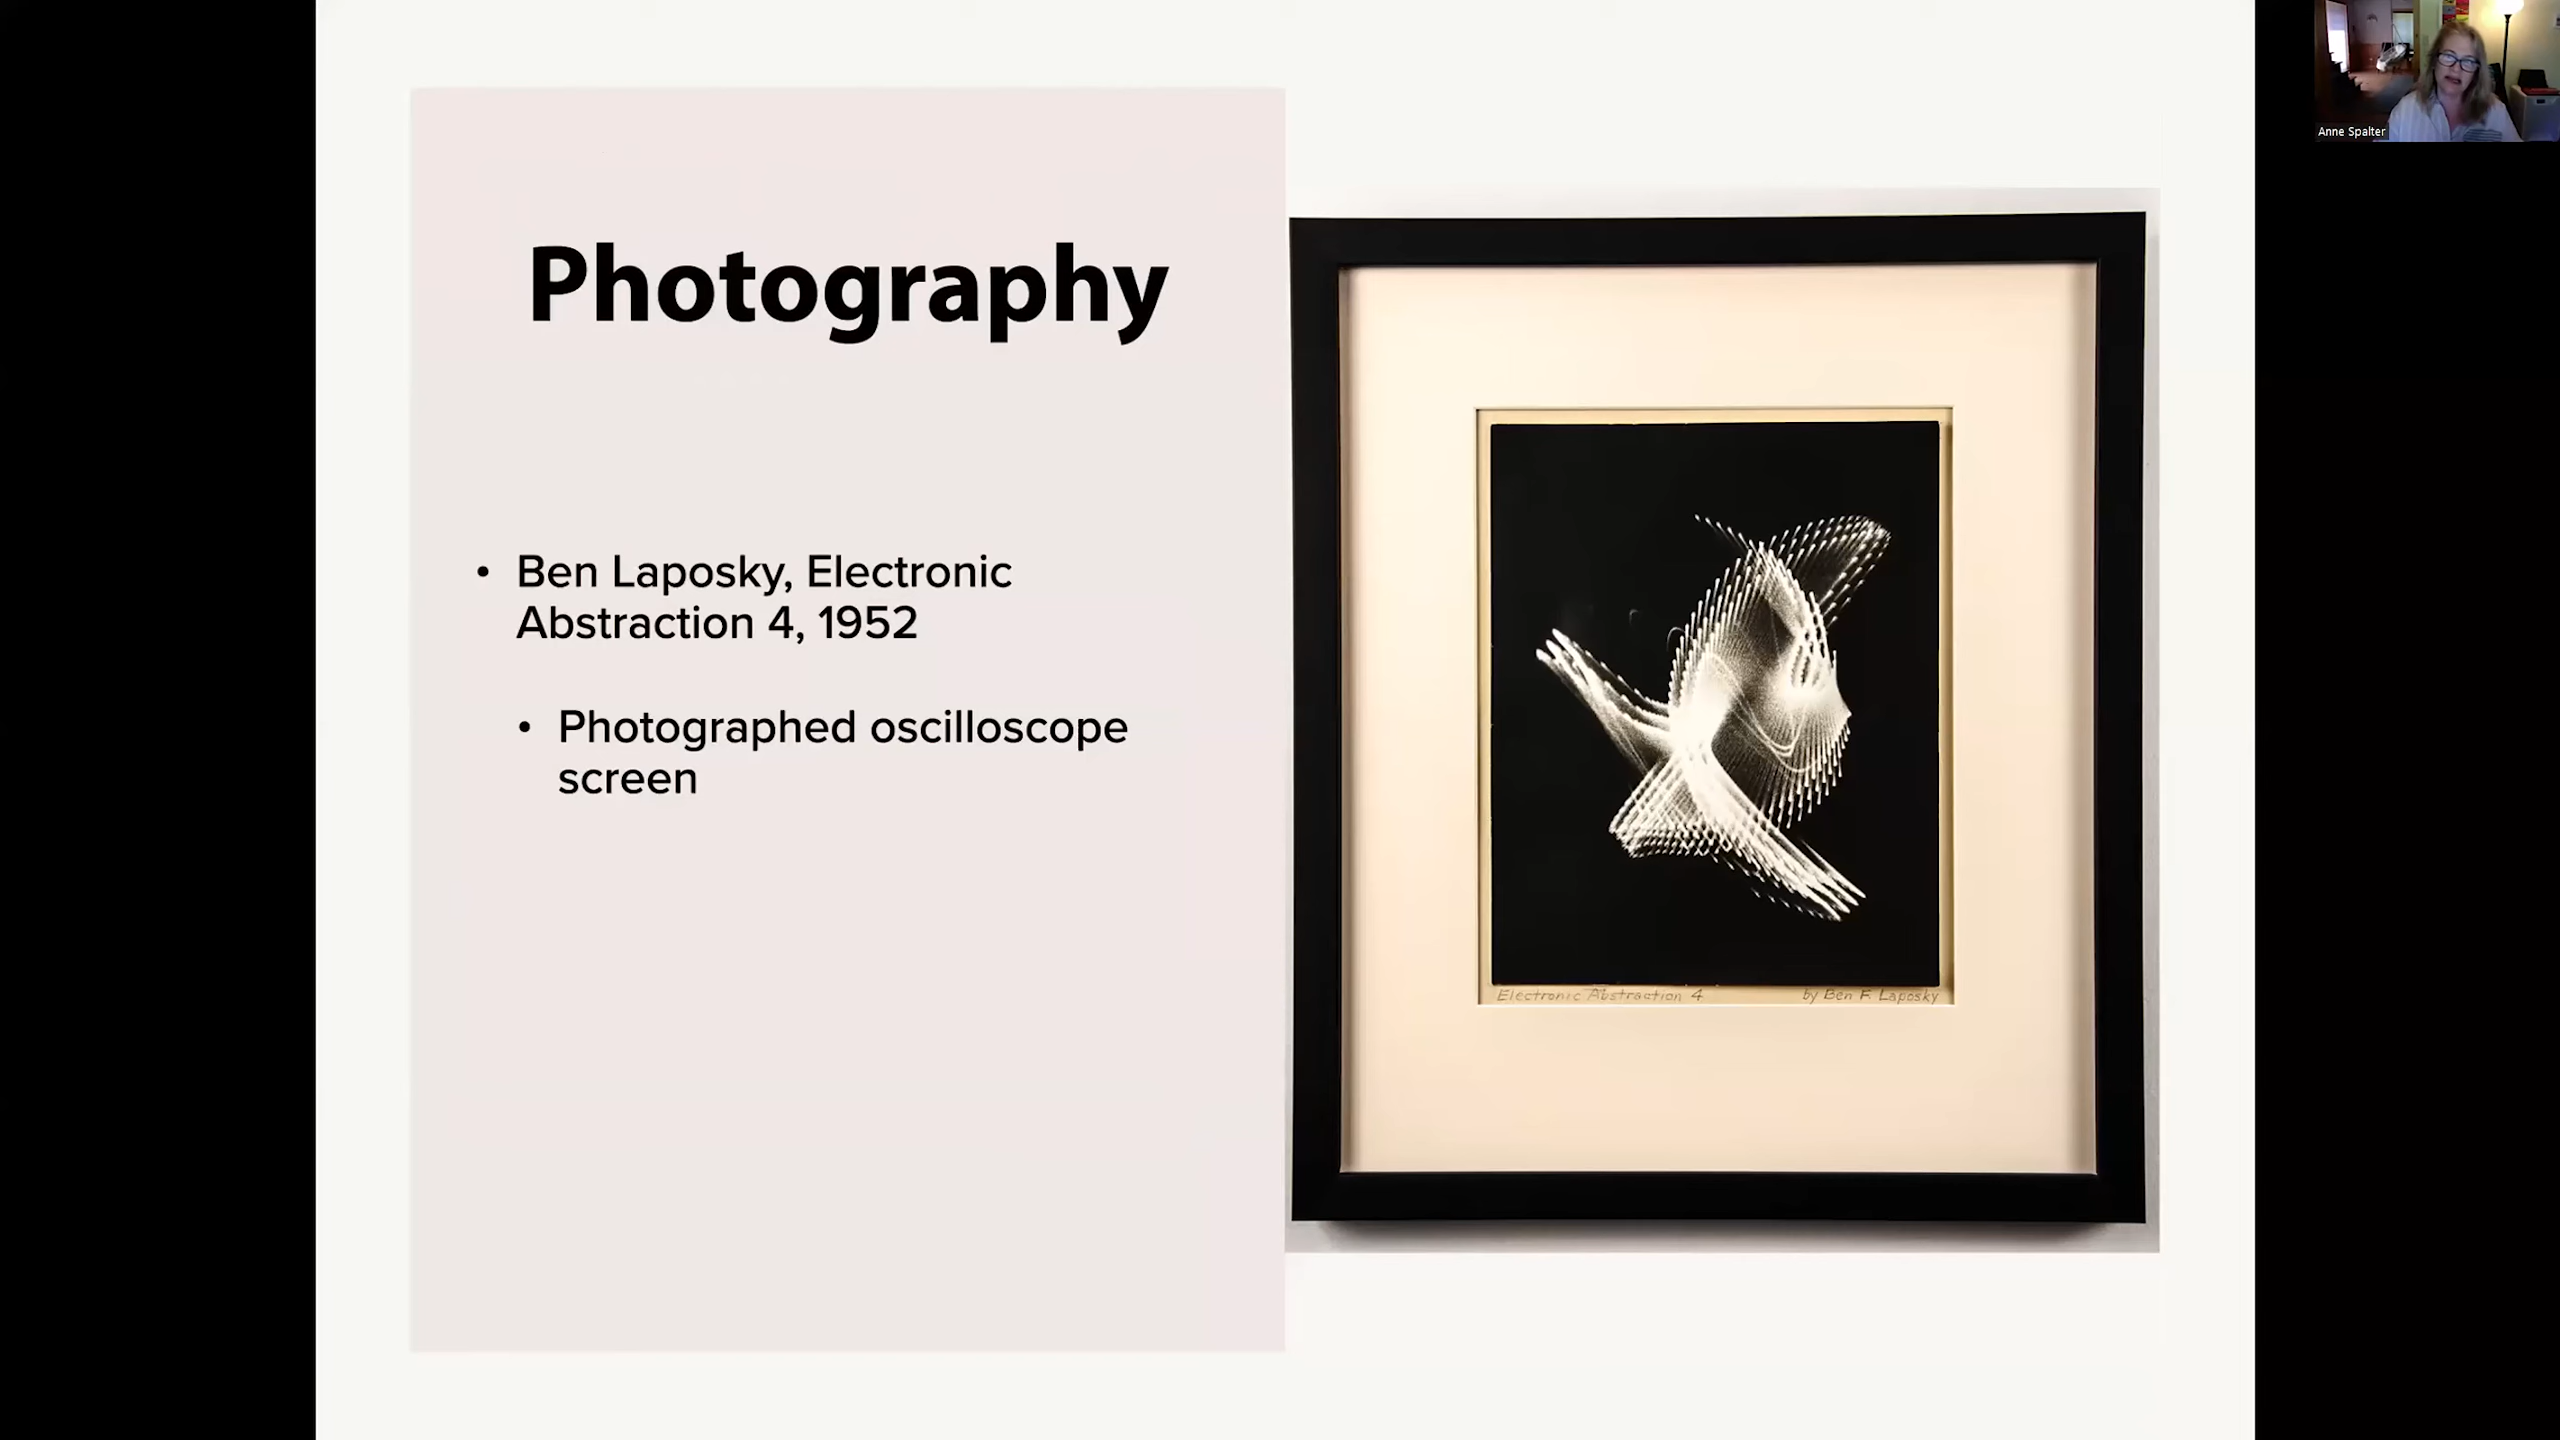 Anne Spalter
Photography
• Ben Laposky, Electronic
Abstraction 4, 1952
• Photographed oscilloscope
screen
Electronic Abstraction 4 by Ben F. Laposky